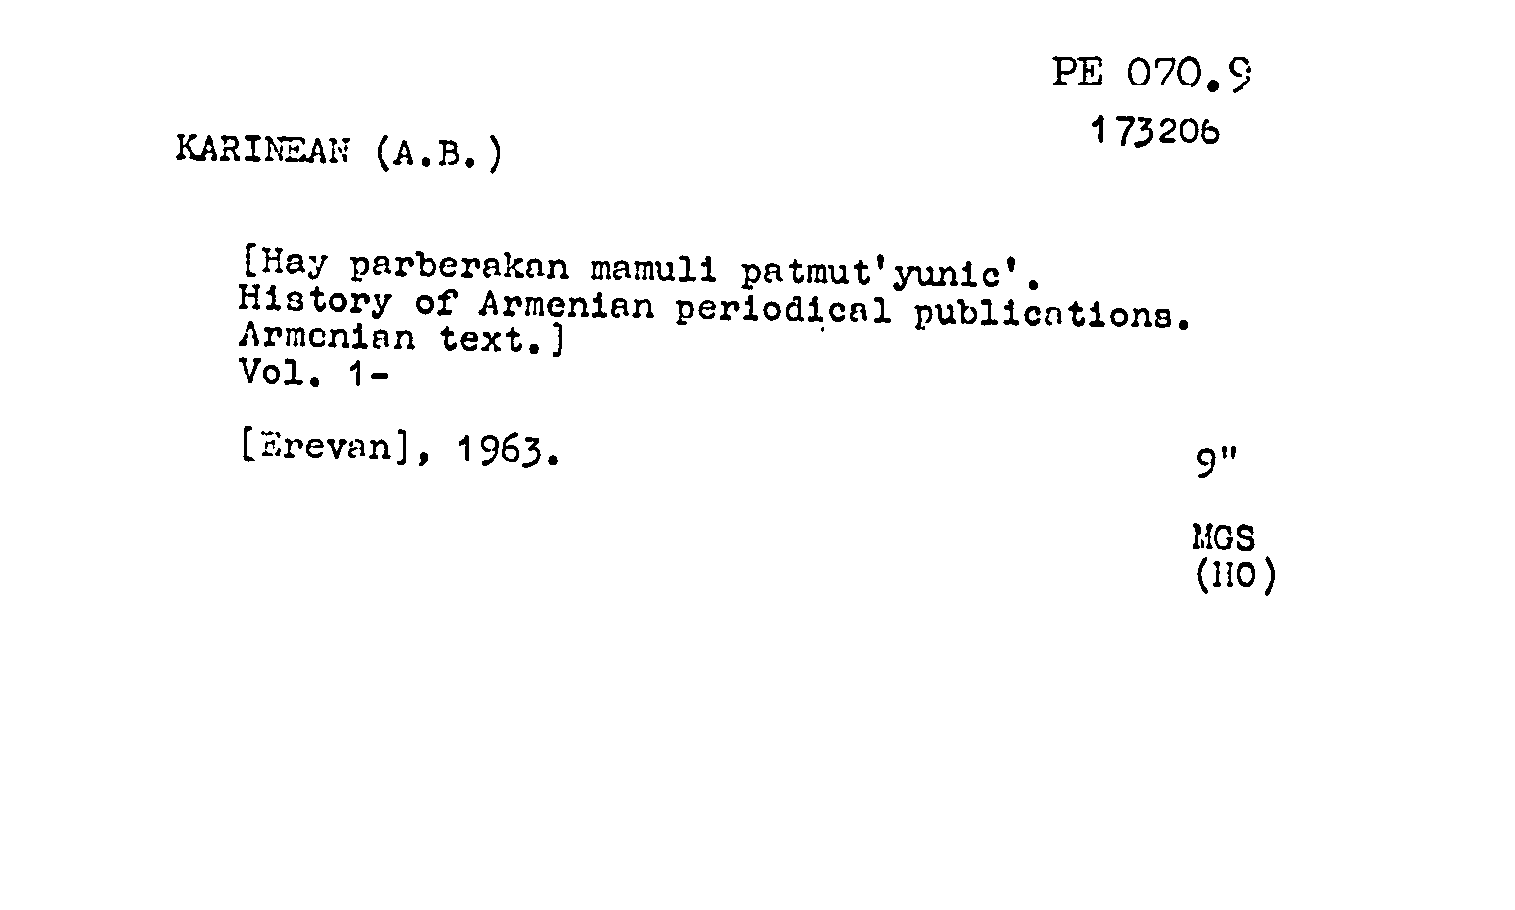 PE 070.9
173206
KARINEAN (A.B.)
[Hay parberakan mamuli patmut'yunic'.
History of Armenian periodical publications.
Armenian text.]
Vol. 1-
[Erevan], 1963.
9"
MGS
(HO)